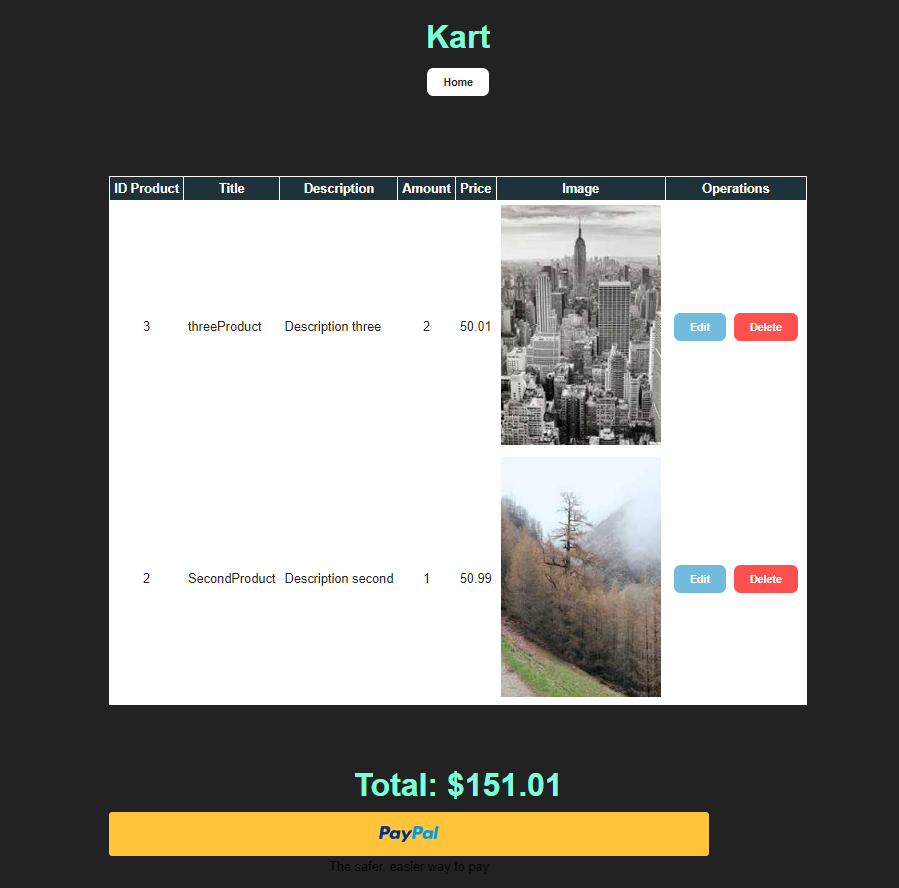 Kart
Home
ID Product Title Description Amount Price Image Operations
3 threeProduct Description three 2 50.01 Edit Delete
2 SecondProduct Description second 1 50.99 Edit Delete
Total: $151.01
PayPal
The safer, easier way to pay